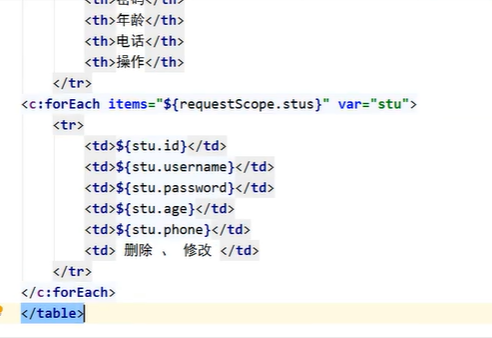 <th>密码</th>
<th>年龄</th>
<th>电话</th>
<th>操作</th>
</tr>
<c:forEach items="${requestScope.stus}" var="stu">
<tr>
<td>${stu.id}</td>
<td>${stu.username}</td>
<td>${stu.password}</td>
<td>${stu.age}</td>
<td>${stu.phone}</td>
<td> 删除 、 修改 </td>
</tr>
</c:forEach>
</table>